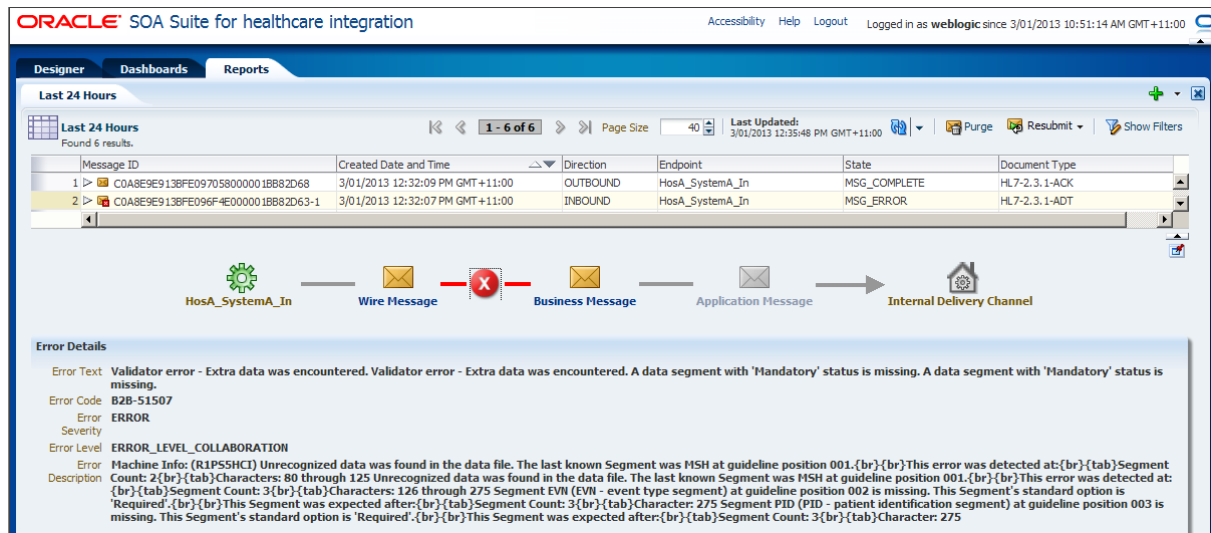 ORACLE SOA Suite for healthcare integration
Accessibility Help Logout Logged in as weblogic since 3/01/2013 10:51:14 AM GMT+11:00
Designer Dashboards Reports
Last 24 Hours
Last 24 Hours
Found 6 results.
1 - 6 of 6 Page Size 40 Last Updated: 3/01/2013 12:35:48 PM GMT+11:00 Purge Resubmit Show Filters
Message ID Created Date and Time Direction Endpoint State Document Type
1 C0A8E9E913BFE097058000001BB82D68 3/01/2013 12:32:09 PM GMT+11:00 OUTBOUND HosA_SystemA_In MSG_COMPLETE HL7-2.3.1-ACK
2 C0A8E9E913BFE096F4E000001BB82D63-1 3/01/2013 12:32:07 PM GMT+11:00 INBOUND HosA_SystemA_In MSG_ERROR HL7-2.3.1-ADT
HosA_SystemA_In Wire Message X Business Message Application Message Internal Delivery Channel
Error Details
Error Text Validator error - Extra data was encountered. Validator error - Extra data was encountered. A data segment with 'Mandatory' status is missing. A data segment with 'Mandatory' status is
missing.
Error Code B2B-51507
Error Severity ERROR
Error Level ERROR_LEVEL_COLLABORATION
Error Description Machine Info: (R1PS5HCI) Unrecognized data was found in the data file. The last known Segment was MSH at guideline position 001.{br}{br}This error was detected at:{br}{tab}Segment
Count: 2{br}{tab}Characters: 80 through 125 Unrecognized data was found in the data file. The last known Segment was MSH at guideline position 001.{br}{br}This error was detected at:
{br}{tab}Segment Count: 3{br}{tab}Characters: 126 through 275 Segment EVN (EVN - event type segment) at guideline position 002 is missing. This Segment's standard option is
'Required'.{br}{br}This Segment was expected after:{br}{tab}Segment Count: 3{br}{tab}Character: 275 Segment PID (PID - patient identification segment) at guideline position 003 is
missing. This Segment's standard option is 'Required'.{br}{br}This Segment was expected after:{br}{tab}Segment Count: 3{br}{tab}Character: 275